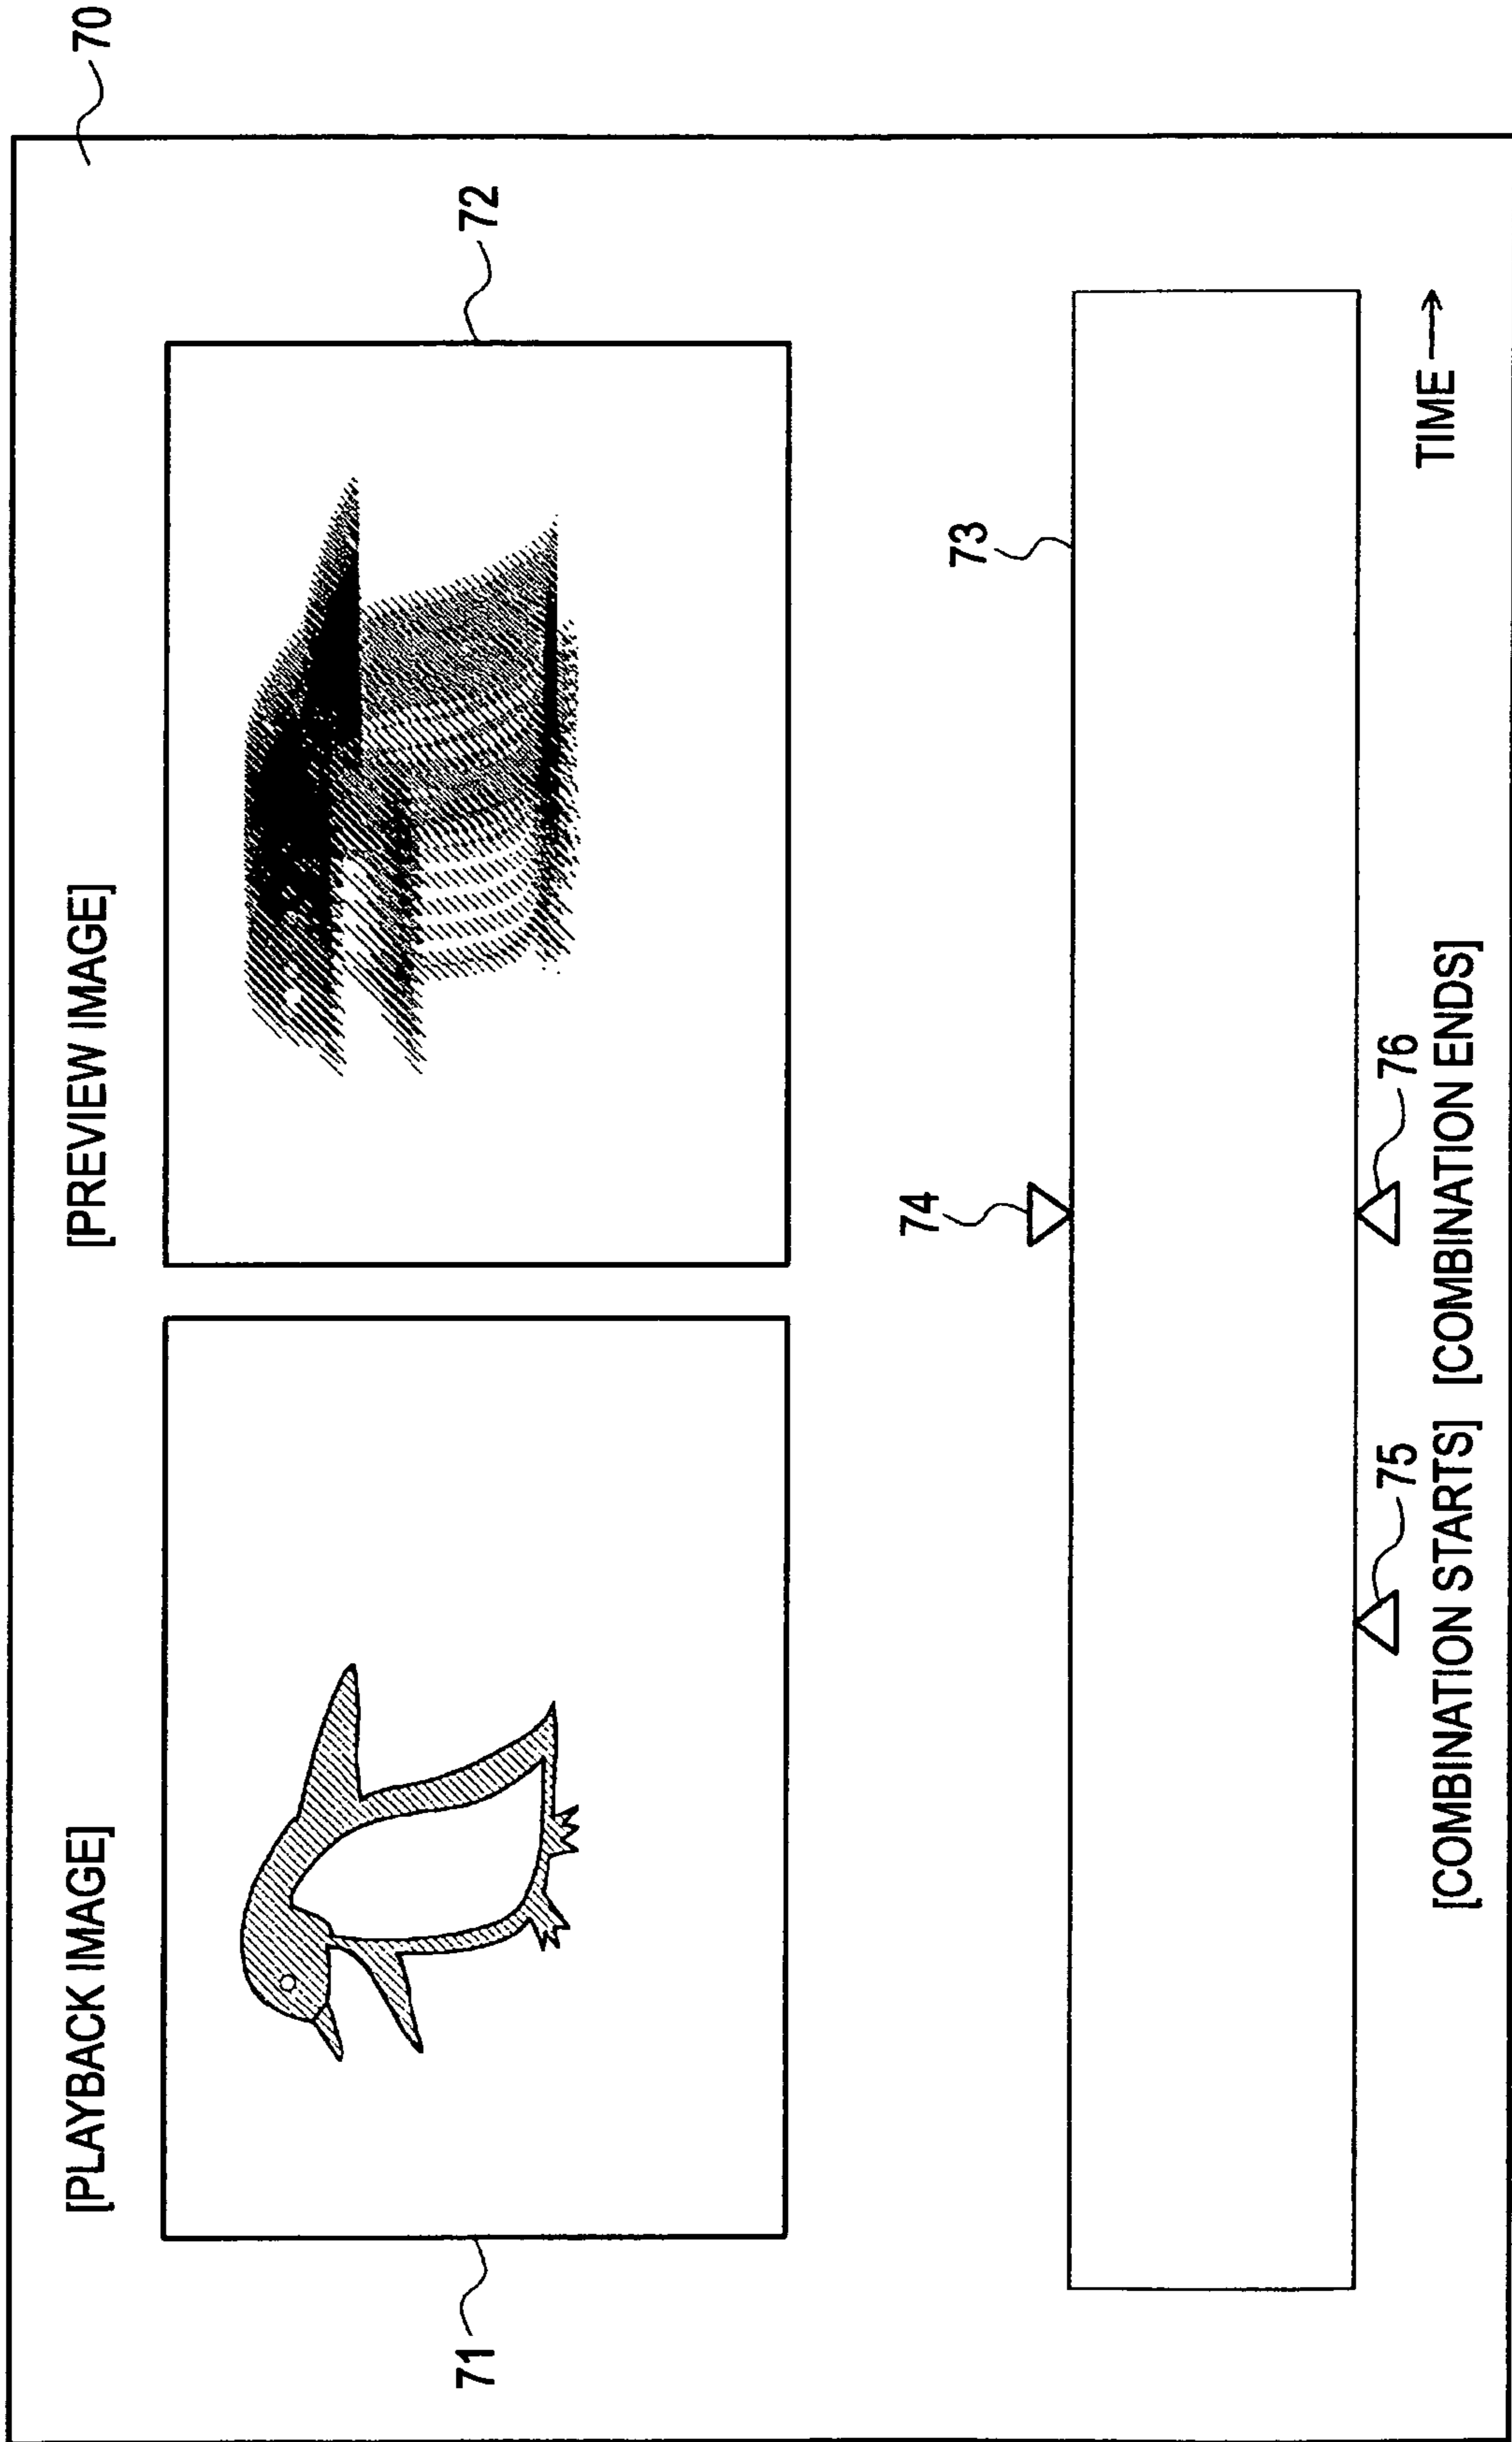 70
[PLAYBACK IMAGE] [PREVIEW IMAGE]
71
72
73
74
75
76
[COMBINATION STARTS] [COMBINATION ENDS]
TIME →